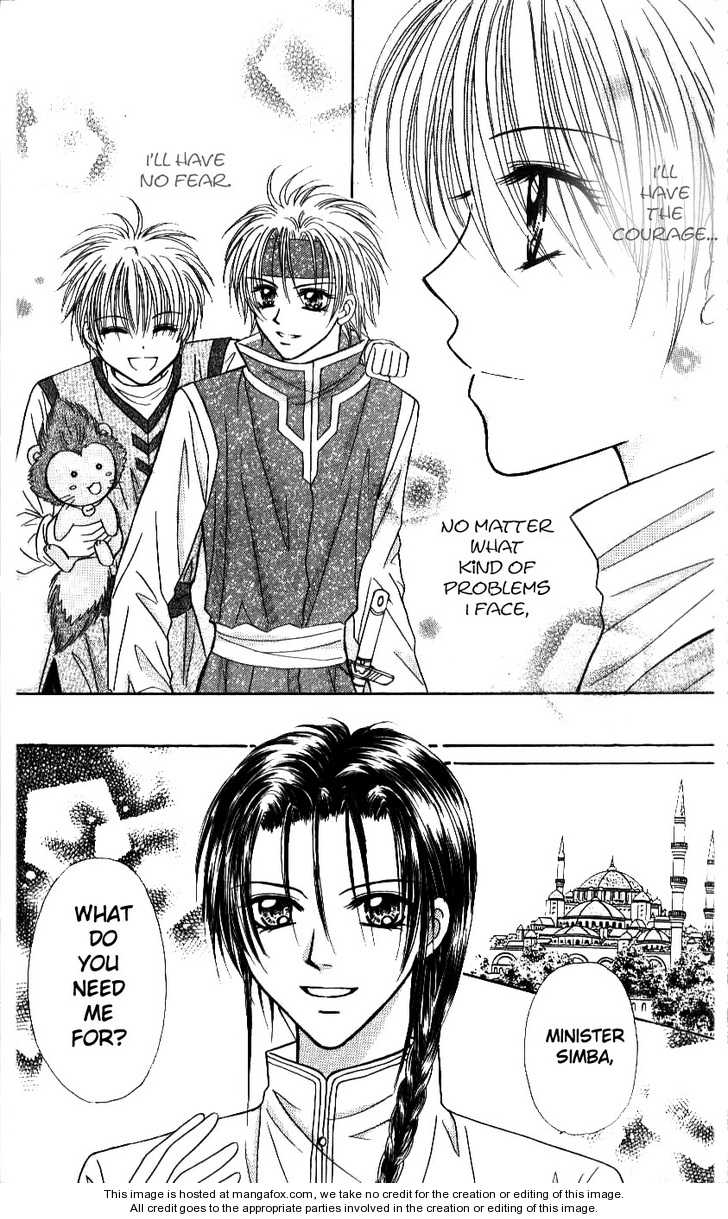 I'LL
HAVE
THE
COURAGE...
NO MATTER
WHAT
KIND OF
PROBLEMS
I FACE,
I'LL HAVE
NO FEAR.
MINISTER
SIMBA,
WHAT
DO
YOU
NEED
ME
FOR?
This image is hosted at mangafox.com, we take no credit for the creation or editing of this image.
All credit goes to the appropriate parties involved in the creation or editing of this image.